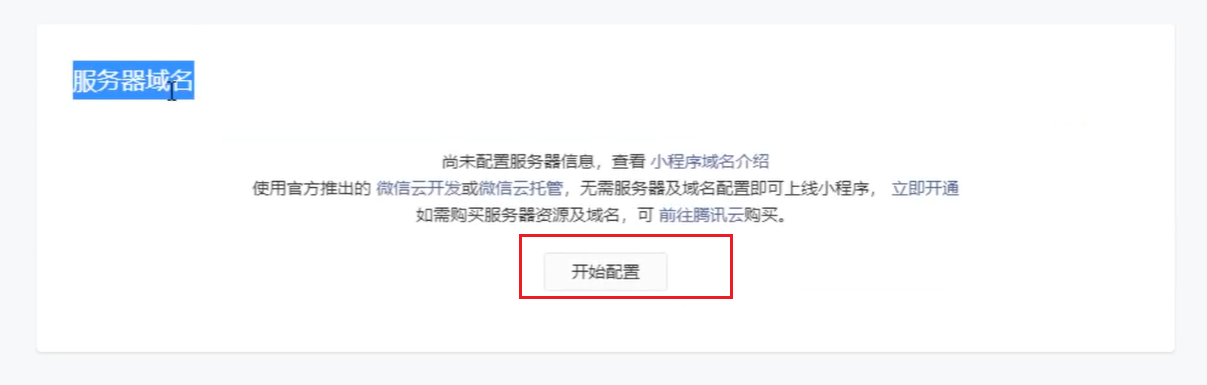 服务器域名
尚未配置服务器信息，查看 小程序域名介绍
使用官方推出的 微信云开发或微信云托管，无需服务器及域名配置即可上线小程序， 立即开通
如需购买服务器资源及域名，可 前往腾讯云购买。
开始配置